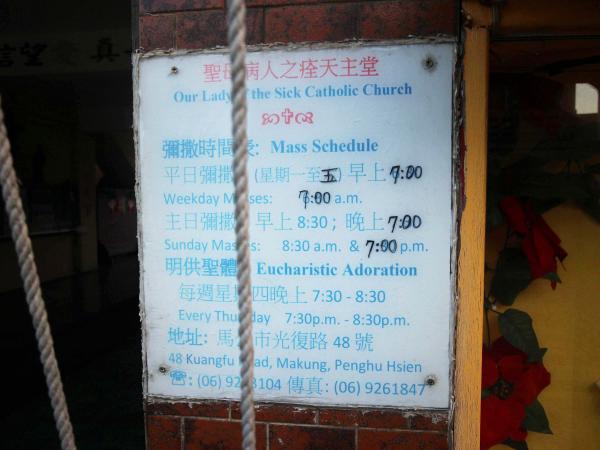 聖母病人之痊天主堂
Our Lady of the Sick Catholic Church
彌撒時間表: Mass Schedule
平日彌撒 (星期一至五) 早上 7:00
Weekday Masses: 7:00 a.m.
主日彌撒 早上 8:30 ; 晚上 7:00
Sunday Masses: 8:30 a.m. & 7:00 p.m.
明供聖體 Eucharistic Adoration
每週星期四晚上 7:30 - 8:30
Every Thursday 7:30p.m. - 8:30p.m.
地址: 馬公市光復路 48 號
48 Kuangfu Road, Makung, Penghu Hsien
☎: (06) 3104 傳真: (06) 9261847